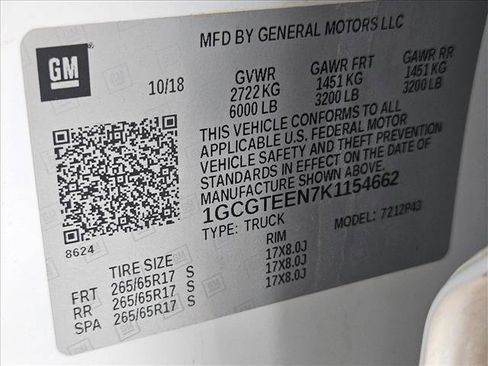 GM
MFD BY GENERAL MOTORS LLC
10/18 GVWR GAWR FRT GAWR RR
2722 KG 1451 KG 1451 KG
6000 LB 3200 LB 3200 LB
THIS VEHICLE CONFORMS TO ALL
APPLICABLE U.S. FEDERAL MOTOR
VEHICLE SAFETY AND THEFT PREVENTION
STANDARDS IN EFFECT ON THE DATE OF
MANUFACTURE SHOWN ABOVE.
1GCGTEEN7K1154662
TYPE: TRUCK MODEL: 7212P43
8624
TIRE SIZE RIM
FRT 265/65R17 S 17X8.0J
RR 265/65R17 S 17X8.0J
SPA 265/65R17 S 17X8.0J